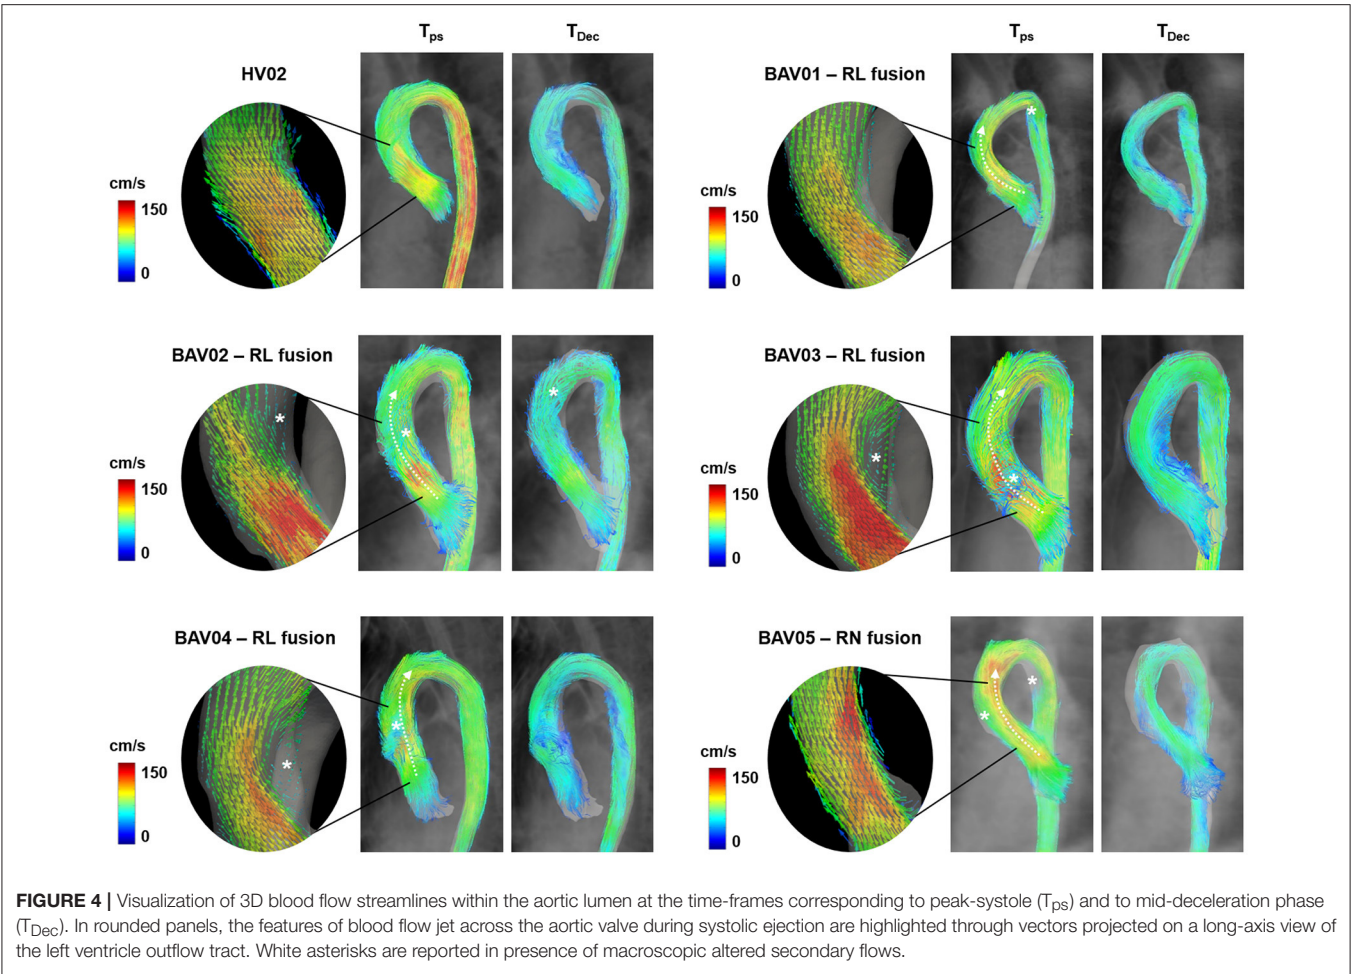 Tps TDec Tps TDec
HV02 BAV01 – RL fusion
cm/s 150 0
cm/s 150 0
*
BAV02 – RL fusion BAV03 – RL fusion
cm/s 150 0
* * *
cm/s 150 0
* *
BAV04 – RL fusion BAV05 – RN fusion
cm/s 150 0
* *
cm/s 150 0
* *
FIGURE 4 | Visualization of 3D blood flow streamlines within the aortic lumen at the time-frames corresponding to peak-systole (Tps) and to mid-deceleration phase
(TDec). In rounded panels, the features of blood flow jet across the aortic valve during systolic ejection are highlighted through vectors projected on a long-axis view of
the left ventricle outflow tract. White asterisks are reported in presence of macroscopic altered secondary flows.